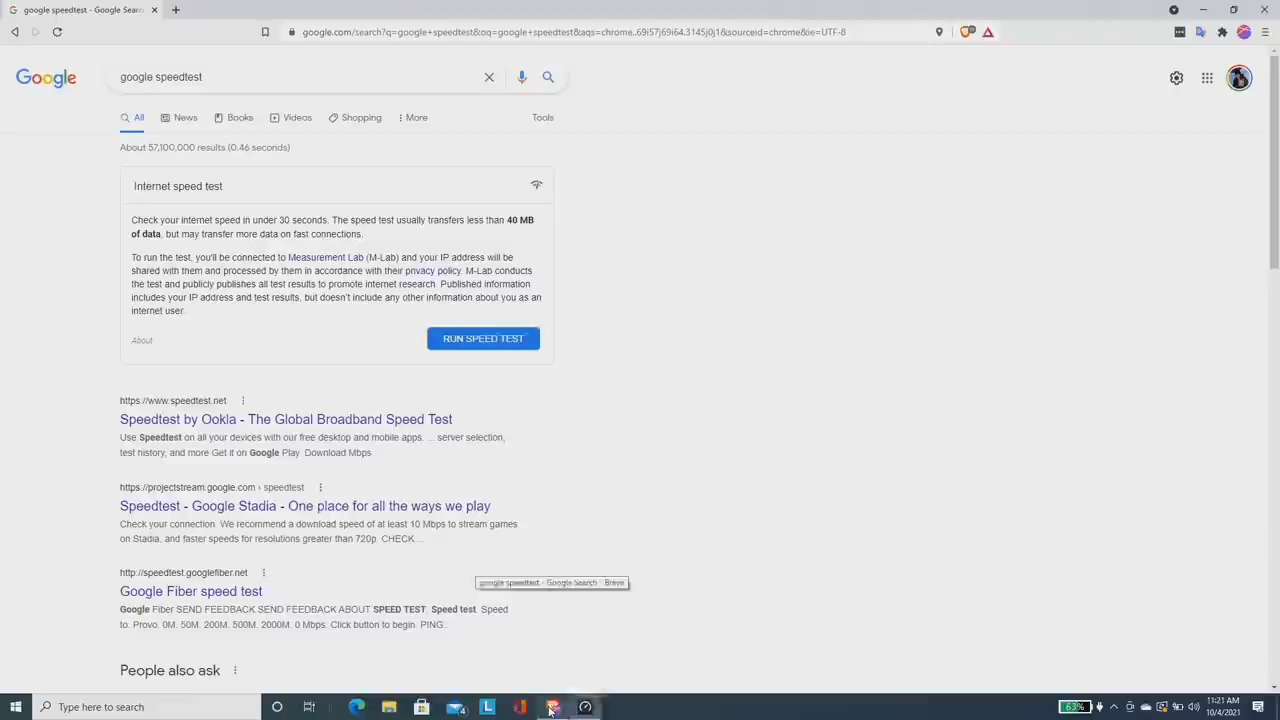 google speedtest - Google Searc
google.com/search?q=google+speedtest&oq=google+speedtest&aqs=chrome..69i57j69i64.3145j0j1&sourceid=chrome&ie=UTF-8
Google
google speedtest
All
News
Books
Videos
Shopping
More
Tools
About 57,100,000 results (0.46 seconds)
Internet speed test
Check your internet speed in under 30 seconds. The speed test usually transfers less than 40 MB
of data, but may transfer more data on fast connections.
To run the test, you'll be connected to Measurement Lab (M-Lab) and your IP address will be
shared with them and processed by them in accordance with their privacy policy. M-Lab conducts
the test and publicly publishes all test results to promote internet research. Published information
includes your IP address and test results, but doesn't include any other information about you as an
internet user.
About
RUN SPEED TEST
https://www.speedtest.net
Speedtest by Ookla - The Global Broadband Speed Test
Use Speedtest on all your devices with our free desktop and mobile apps. ... server selection,
test history, and more Get it on Google Play Download Mbps
https://projectstream.google.com › speedtest
Speedtest - Google Stadia - One place for all the ways we play
Check your connection. We recommend a download speed of at least 10 Mbps to stream games
on Stadia, and faster speeds for resolutions greater than 720p. CHECK ...
http://speedtest.googlefiber.net
Google Fiber speed test
Google Fiber SEND FEEDBACK SEND FEEDBACK ABOUT SPEED TEST. Speed test Speed
to: Provo. 0M. 50M. 200M. 500M. 2000M. 0 Mbps. Click button to begin. PING.
google speedtest - Google Search - Brave
People also ask
Type here to search
4
L
63%
11:21 AM
10/4/2021